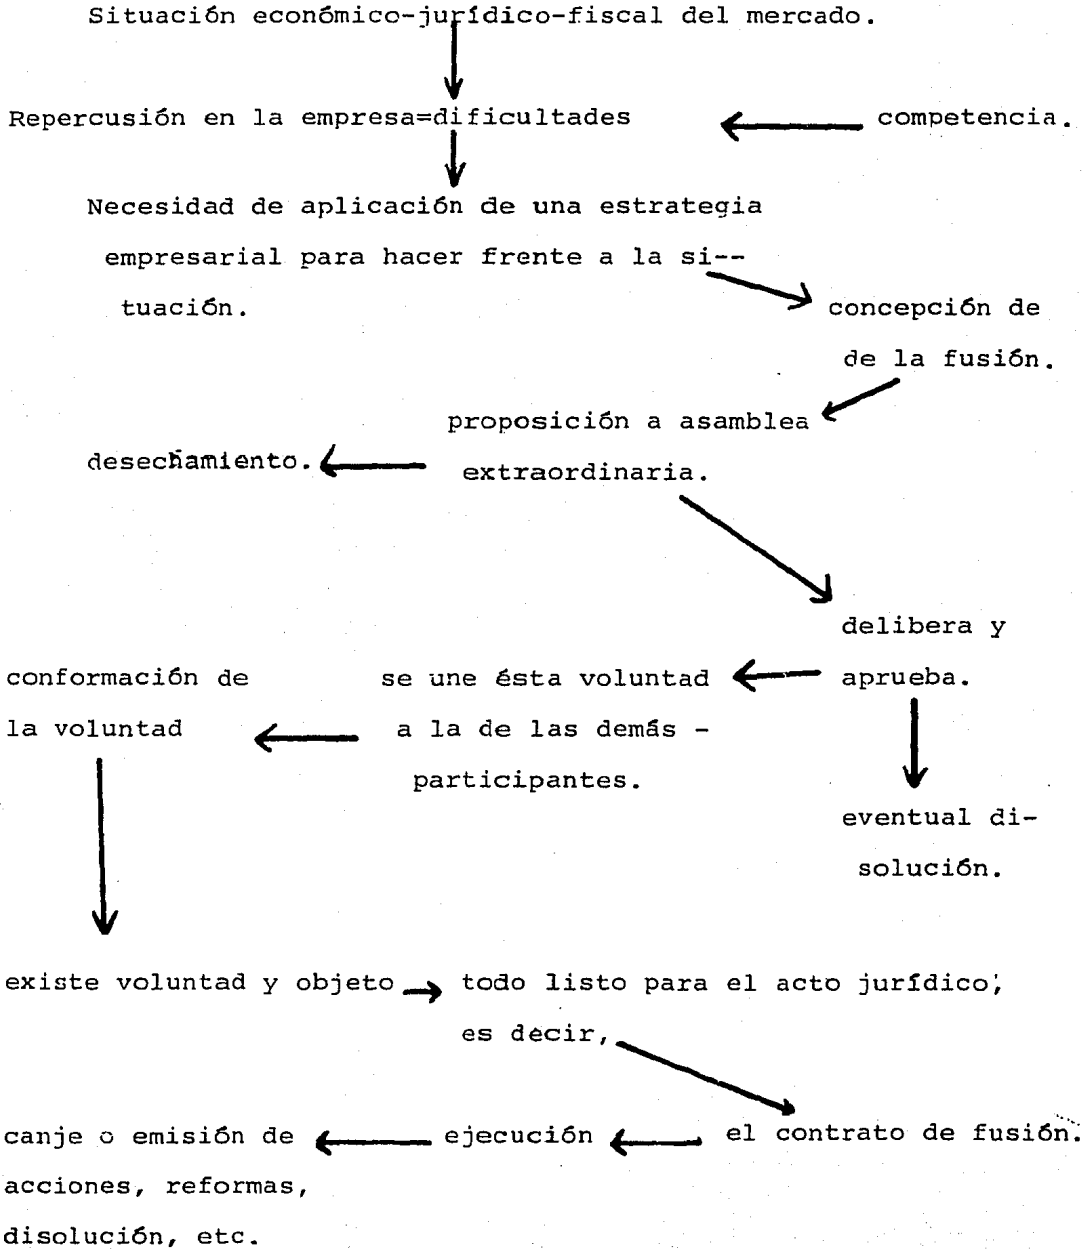 Situación económico-jurídico-fiscal del mercado.
Repercusión en la empresa=dificultades
competencia.
Necesidad de aplicación de una estrategia
empresarial para hacer frente a la si--
tuación.
concepción de
de la fusión.
proposición a asamblea
extraordinaria.
desechamiento.
delibera y
aprueba.
se une ésta voluntad
a la de las demás -
participantes.
conformación de
la voluntad
eventual di-
solución.
existe voluntad y objeto
todo listo para el acto jurídico;
es decir,
el contrato de fusión.
ejecución
canje o emisión de
acciones, reformas,
disolución, etc.